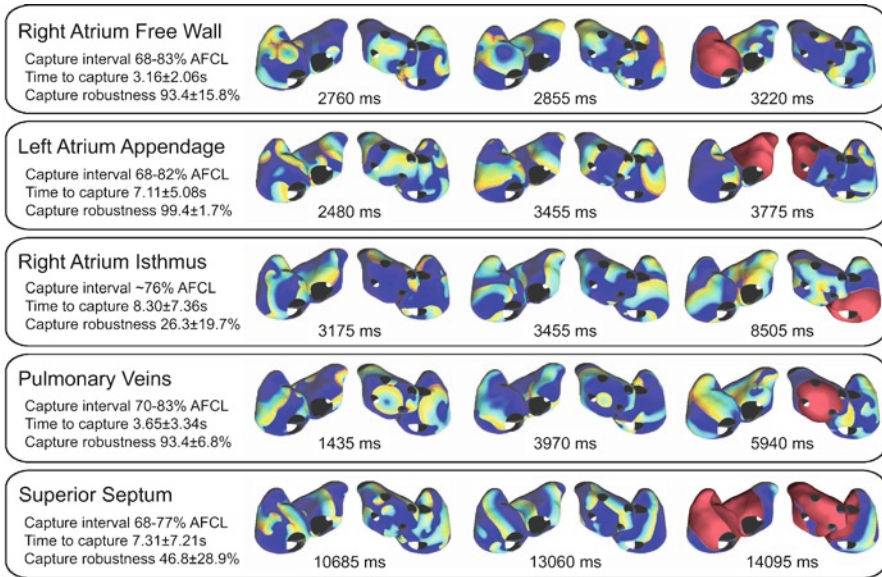 Right Atrium Free Wall
Capture interval 68-83% AFCL
Time to capture 3.16±2.06s
Capture robustness 93.4±15.8%
2760 ms
2855 ms
3220 ms
Left Atrium Appendage
Capture interval 68-82% AFCL
Time to capture 7.11±5.08s
Capture robustness 99.4±1.7%
2480 ms
3455 ms
3775 ms
Right Atrium Isthmus
Capture interval ~76% AFCL
Time to capture 8.30±7.36s
Capture robustness 26.3±19.7%
3175 ms
3455 ms
8505 ms
Pulmonary Veins
Capture interval 70-83% AFCL
Time to capture 3.65±3.34s
Capture robustness 93.4±6.8%
1435 ms
3970 ms
5940 ms
Superior Septum
Capture interval 68-77% AFCL
Time to capture 7.31±7.21s
Capture robustness 46.8±28.9%
10685 ms
13060 ms
14095 ms